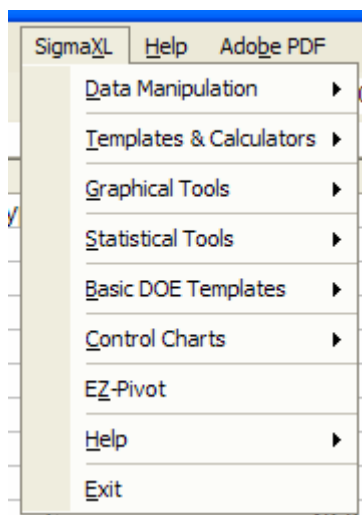 SigmaXL Help Adobe PDF
Data Manipulation
Templates & Calculators
Graphical Tools
Statistical Tools
Basic DOE Templates
Control Charts
EZ-Pivot
Help
Exit